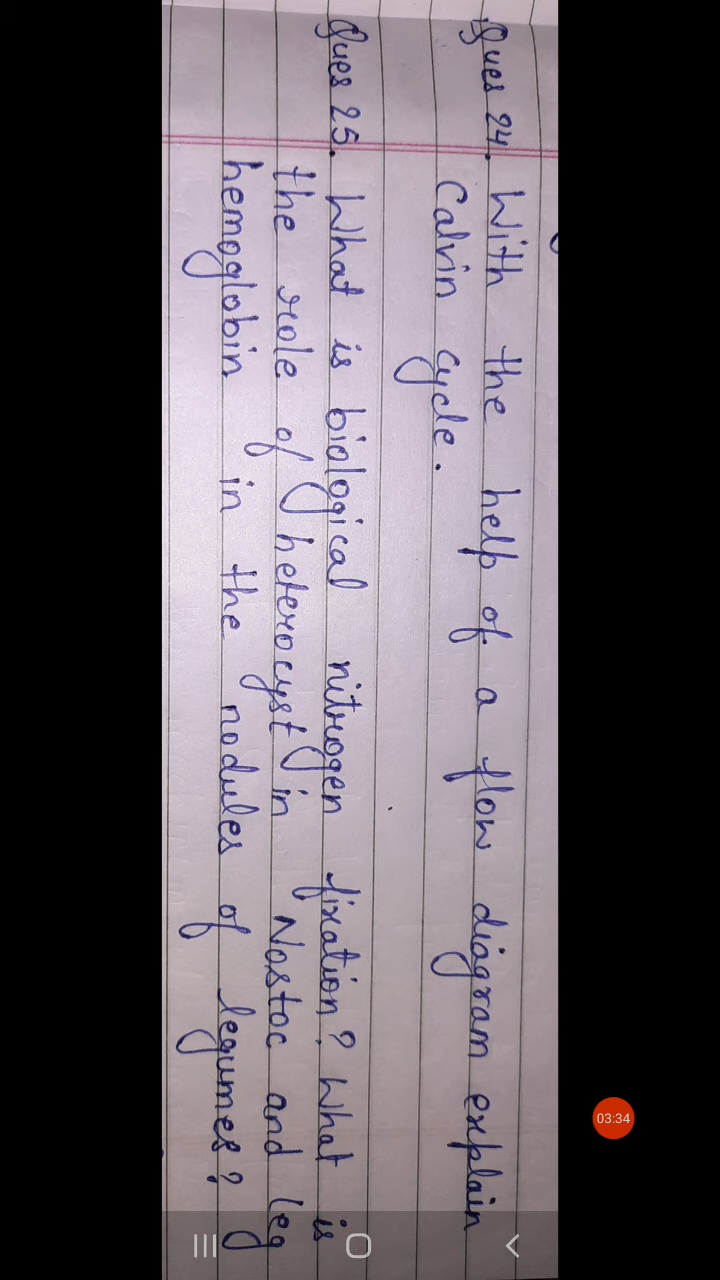 Ques 24. With the help of a flow diagram explain
Calvin cycle.
Ques 25. What is biological nitrogen fixation? What is
the role of heterocyst in Nostoc and leg
hemoglobin in the nodules of legumes?
03:34